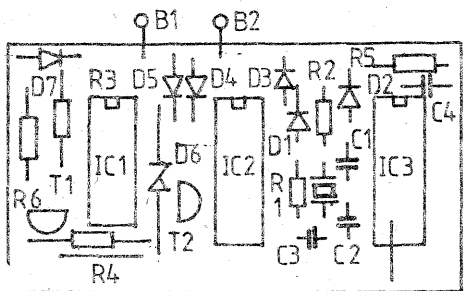 B1 B2
D7 R3 D5 D4 D3 R2 R5 D2
C4
IC1 D6 IC2 D1 C1 IC3
R6 T1 R1
T2 C3 C2
R4